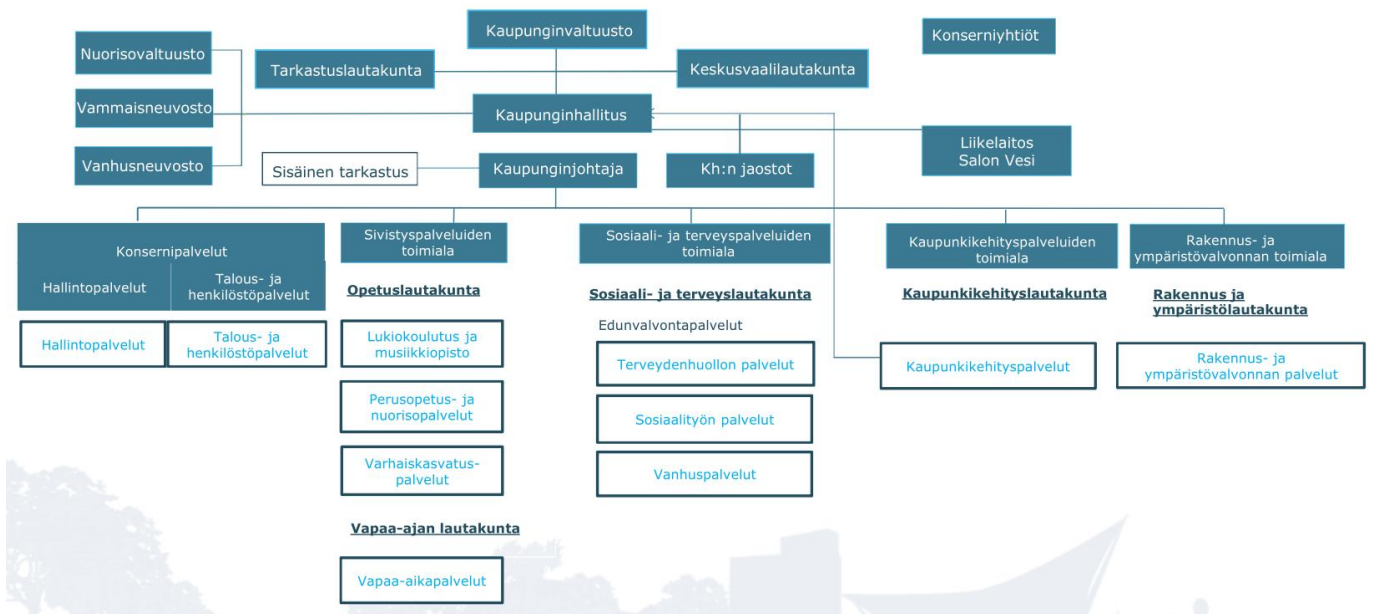 Kaupunginvaltuusto
Konserniyhtiöt
Nuorisovaltuusto
Tarkastuslautakunta
Keskusvaalilautakunta
Vammaisneuvosto
Kaupunginhallitus
Liikelaitos
Salon Vesi
Vanhusneuvosto
Sisäinen tarkastus
Kaupunginjohtaja
Kh:n jaostot
Konsernipalvelut
Hallintopalvelut
Talous- ja
henkilöstöpalvelut
Hallintopalvelut
Talous- ja
henkilöstöpalvelut
Sivistyspalveluiden
toimiala
Opetuslautakunta
Lukiokoulutus ja
musiikkiopisto
Perusopetus- ja
nuorisopalvelut
Varhaiskasvatus-
palvelut
Vapaa-ajan lautakunta
Vapaa-aikapalvelut
Sosiaali- ja terveyspalveluiden
toimiala
Sosiaali- ja terveyslautakunta
Edunvalvontapalvelut
Terveydenhuollon palvelut
Sosiaalityön palvelut
Vanhuspalvelut
Kaupunkikehityspalveluiden
toimiala
Kaupunkikehityslautakunta
Kaupunkikehityspalvelut
Rakennus- ja
ympäristövalvonnan toimiala
Rakennus ja
ympäristölautakunta
Rakennus- ja
ympäristövalvonnan palvelut